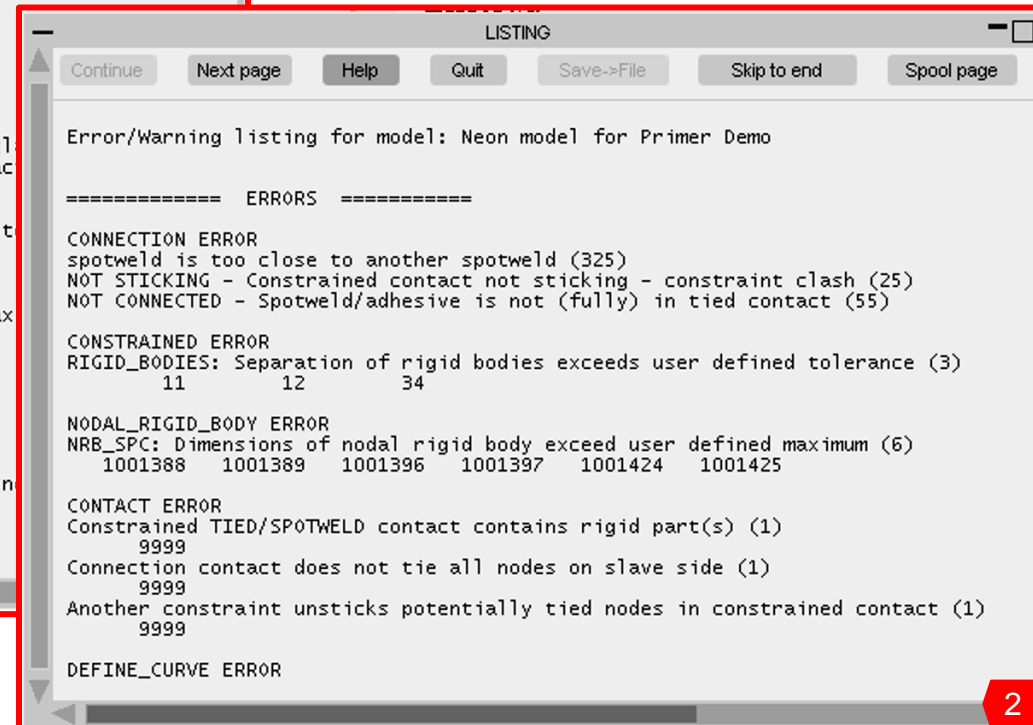 LISTING
Continue Next page Help Quit Save->File Skip to end Spool page
Error/Warning listing for model: Neon model for Primer Demo
============= ERRORS ===========
CONNECTION ERROR
spotweld is too close to another spotweld (325)
NOT STICKING - Constrained contact not sticking - constraint clash (25)
NOT CONNECTED - Spotweld/adhesive is not (fully) in tied contact (55)
CONSTRAINED ERROR
RIGID_BODIES: Separation of rigid bodies exceeds user defined tolerance (3)
11 12 34
NODAL_RIGID_BODY ERROR
NRB_SPC: Dimensions of nodal rigid body exceed user defined maximum (6)
1001388 1001389 1001396 1001397 1001424 1001425
CONTACT ERROR
Constrained TIED/SPOTWELD contact contains rigid part(s) (1)
9999
Connection contact does not tie all nodes on slave side (1)
9999
Another constraint unsticks potentially tied nodes in constrained contact (1)
9999
DEFINE_CURVE ERROR
2